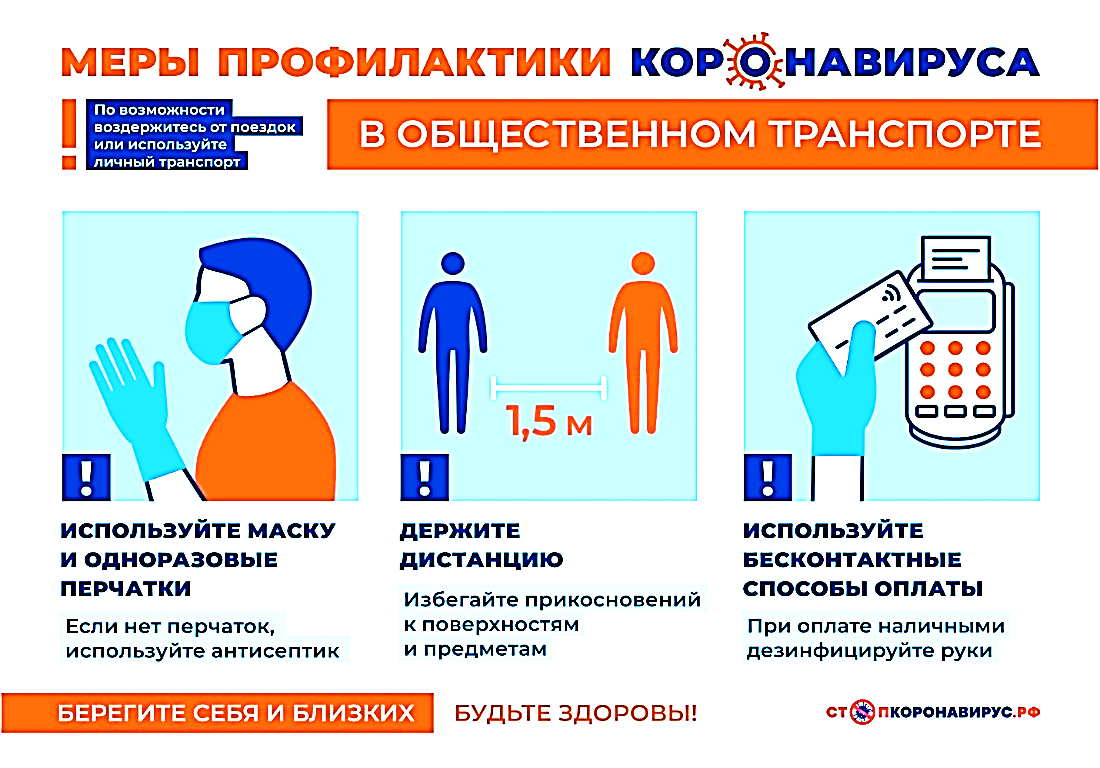 МЕРЫ ПРОФИЛАКТИКИ КОРОНАВИРУСА
По возможности
воздержитесь от поездок
или используйте
личный транспорт
В ОБЩЕСТВЕННОМ ТРАНСПОРТЕ
1,5 м
ИСПОЛЬЗУЙТЕ МАСКУ
И ОДНОРАЗОВЫЕ
ПЕРЧАТКИ
Если нет перчаток,
используйте антисептик
ДЕРЖИТЕ
ДИСТАНЦИЮ
Избегайте прикосновений
к поверхностям
и предметам
ИСПОЛЬЗУЙТЕ
БЕСКОНТАКТНЫЕ
СПОСОБЫ ОПЛАТЫ
При оплате наличными
дезинфицируйте руки
БЕРЕГИТЕ СЕБЯ И БЛИЗКИХ
БУДЬТЕ ЗДОРОВЫ!
СТОПКОРОНАВИРУС.РФ